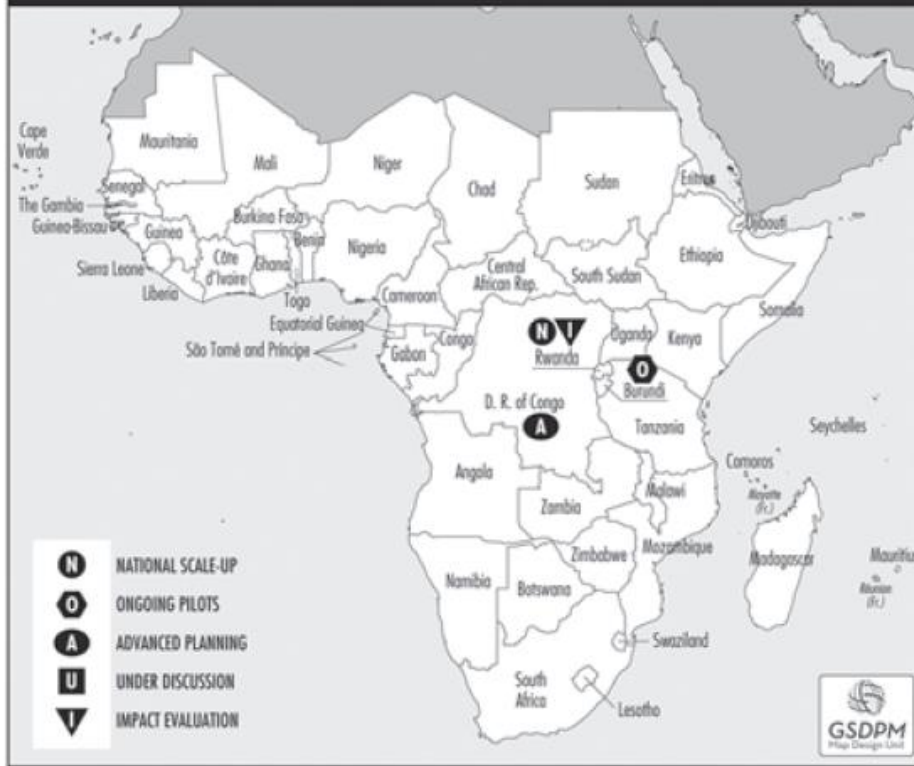 Cape
Verde
Mauritania
Mali
Niger
Chad
Sudan
Eritrea
Senegal
The Gambia
Guinea-Bissau
Guinea
Burkina Faso
Benin
Nigeria
Djibouti
Ethiopia
Sierra Leone
Côte
d'Ivoire
Ghana
Liberia
Togo
Cameroon
Central
African Rep.
South Sudan
Somalia
Equatorial Guinea
São Tomé and Príncipe
Gabon
Congo
N I
Rwanda
Uganda
Kenya
O
Burundi
D. R. of Congo
A
Tanzania
Seychelles
Comoros
Mayotte
(Fr.)
Angola
Zambia
Malawi
Mozambique
Madagascar
Mauritiu
Réunion
(Fr.)
Zimbabwe
Namibia
Botswana
Swaziland
South
Africa
Lesotho
N NATIONAL SCALE-UP
O ONGOING PILOTS
A ADVANCED PLANNING
U UNDER DISCUSSION
I IMPACT EVALUATION
GSDPM
Map Design Unit